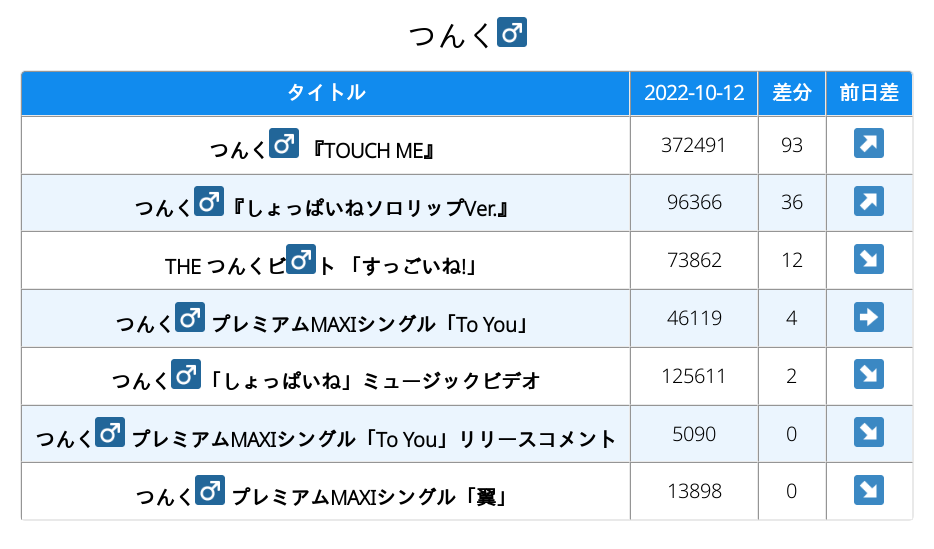 つんく♂
タイトル 2022-10-12 差分 前日差
つんく♂ 『TOUCH ME』 372491 93 ↗
つんく♂『しょっぱいねソロリップVer.』 96366 36 ↗
THE つんくビ♂ト 「すっごいね!」 73862 12 ↘
つんく♂ プレミアムMAXIシングル「To You」 46119 4 ➡
つんく♂「しょっぱいね」ミュージックビデオ 125611 2 ↘
つんく♂ プレミアムMAXIシングル「To You」リリースコメント 5090 0 ↘
つんく♂ プレミアムMAXIシングル「翼」 13898 0 ↘